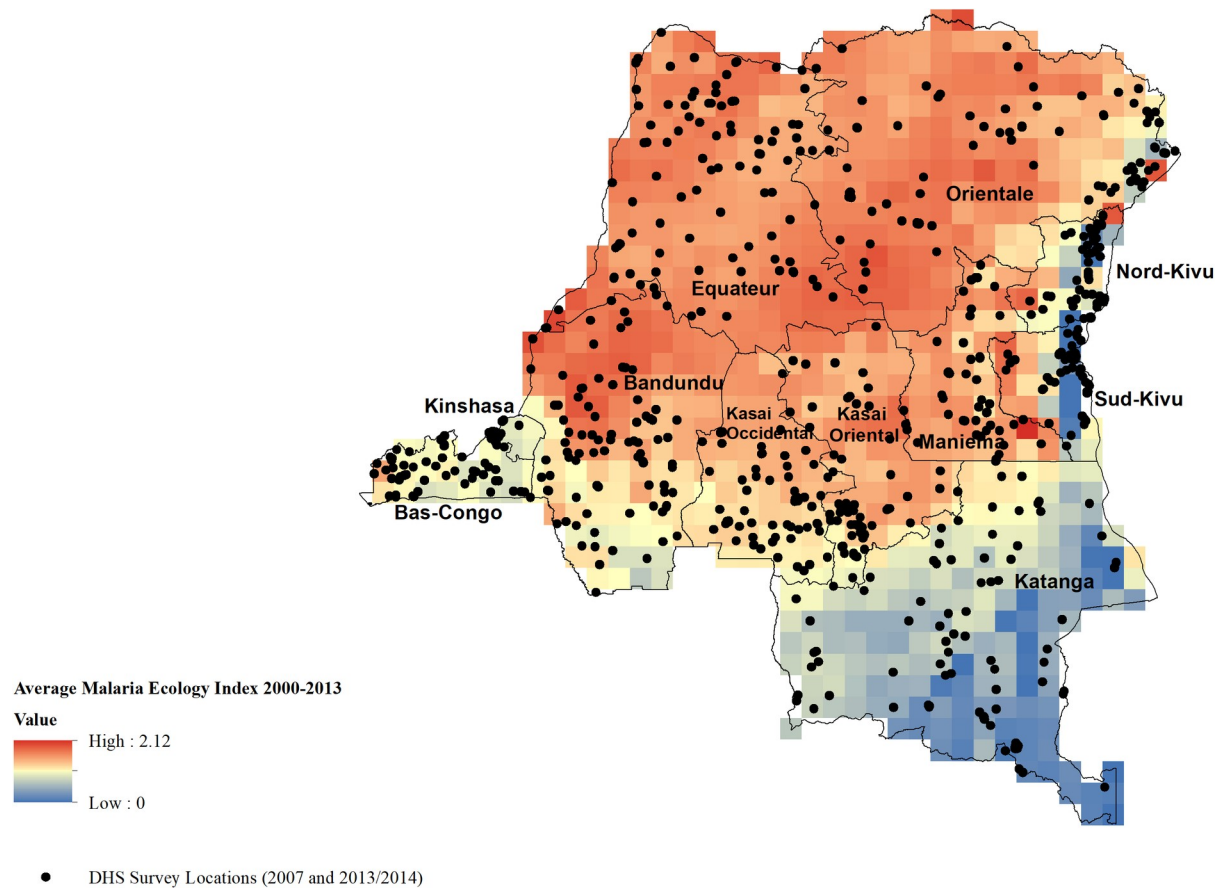 Orientale
Nord-Kivu
Equateur
Bandundu
Sud-Kivu
Kinshasa
Kasai
Occidental
Kasai
Oriental
Maniema
Bas-Congo
Katanga
Average Malaria Ecology Index 2000-2013
Value
High : 2.12
Low : 0
DHS Survey Locations (2007 and 2013/2014)